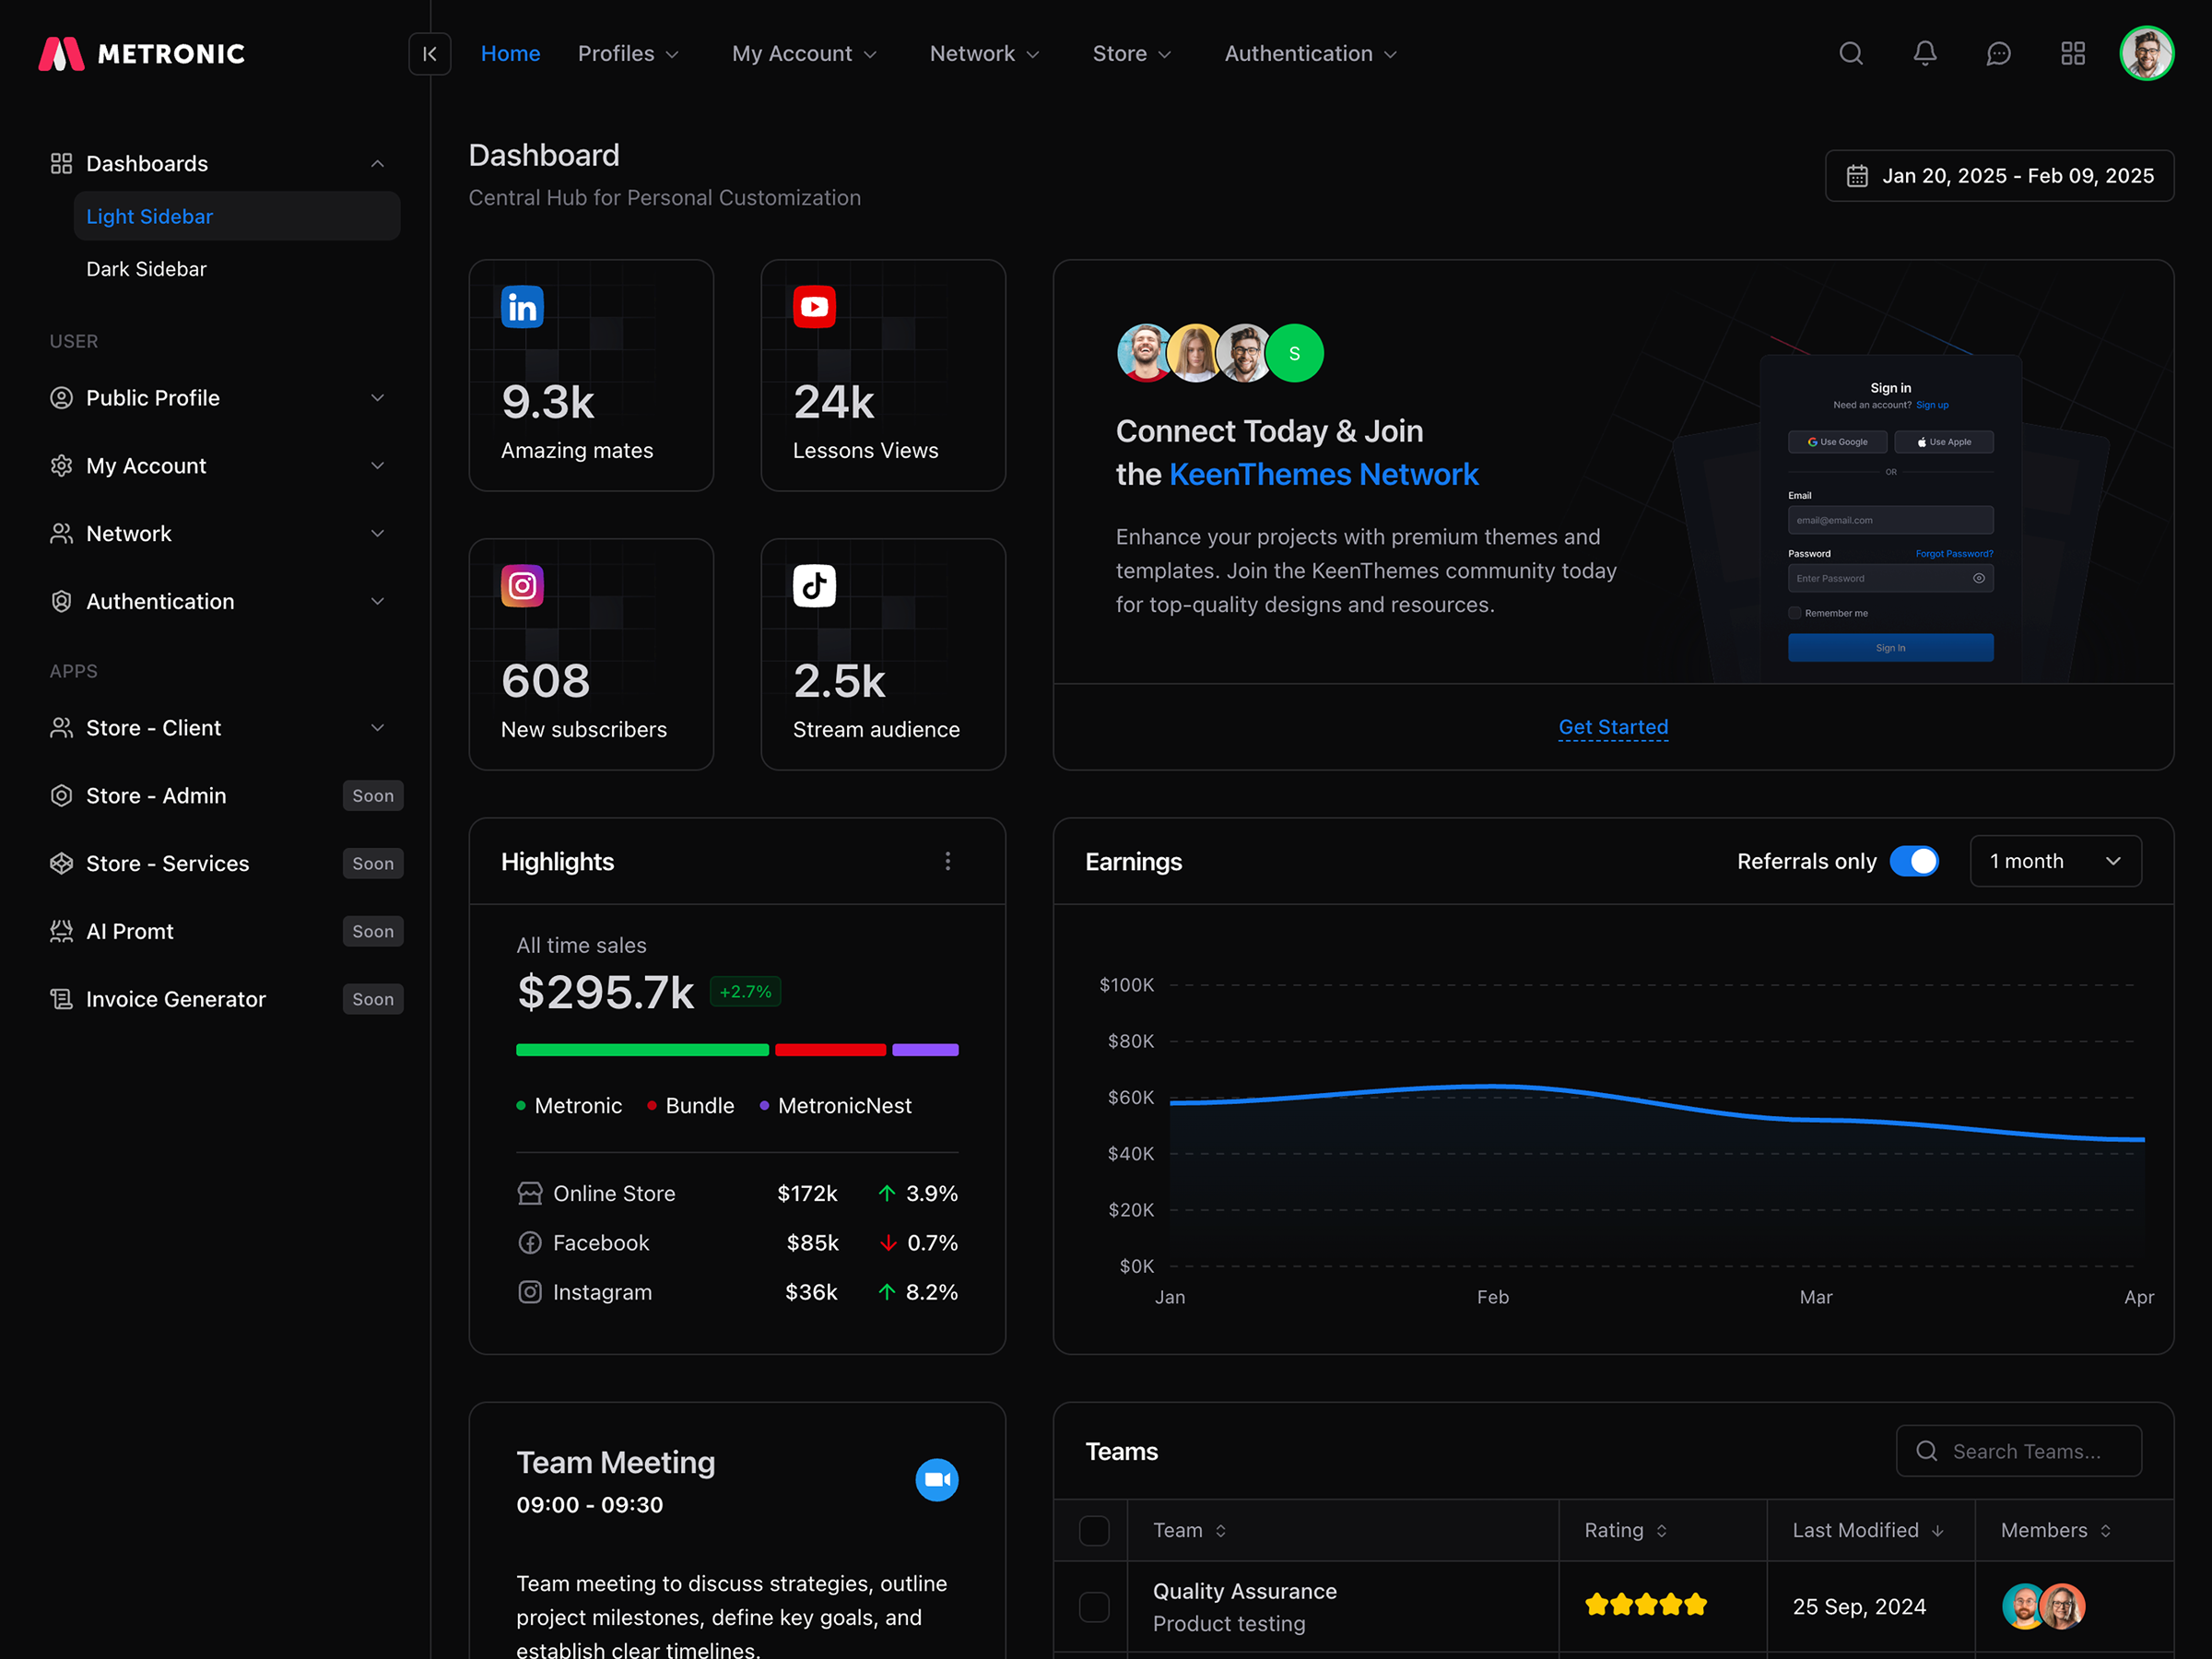 METRONIC
Home
Profiles
My Account
Network
Store
Authentication
Dashboards
Light Sidebar
Dark Sidebar
USER
Public Profile
My Account
Network
Authentication
APPS
Store - Client
Store - Admin
Soon
Store - Services
Soon
AI Promt
Soon
Invoice Generator
Soon
Dashboard
Central Hub for Personal Customization
Jan 20, 2025 - Feb 09, 2025
in
9.3k
Amazing mates
24k
Lessons Views
608
New subscribers
2.5k
Stream audience
S
Connect Today & Join
the KeenThemes Network
Enhance your projects with premium themes and
templates. Join the KeenThemes community today
for top-quality designs and resources.
Sign in
Need an account? Sign up
Use Google
Use Apple
OR
Email
email@email.com
Password
Forgot Password?
Enter Password
Remember me
Sign In
Get Started
Highlights
All time sales
$295.7k
+2.7%
Metronic
Bundle
MetronicNest
Online Store
$172k
3.9%
Facebook
$85k
0.7%
Instagram
$36k
8.2%
Earnings
Referrals only
1 month
$100K
$80K
$60K
$40K
$20K
$0K
Jan
Feb
Mar
Apr
Team Meeting
09:00 - 09:30
Team meeting to discuss strategies, outline
project milestones, define key goals, and
establish clear timelines.
Teams
Search Teams...
Team
Rating
Last Modified
Members
Quality Assurance
Product testing
25 Sep, 2024